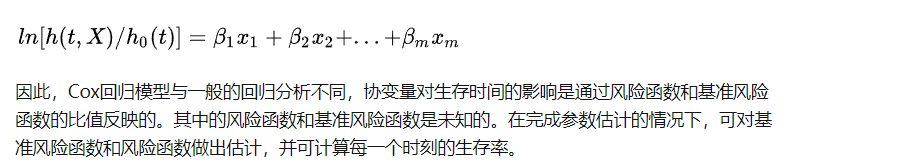 ln[h(t, X)/h₀(t)] = β₁x₁ + β₂x₂+...+βₘxₘ
因此，Cox回归模型与一般的回归分析不同，协变量对生存时间的影响是通过风险函数和基准风险
函数的比值反映的。其中的风险函数和基准风险函数是未知的。在完成参数估计的情况下，可对基
准风险函数和风险函数做出估计，并可计算每一个时刻的生存率。